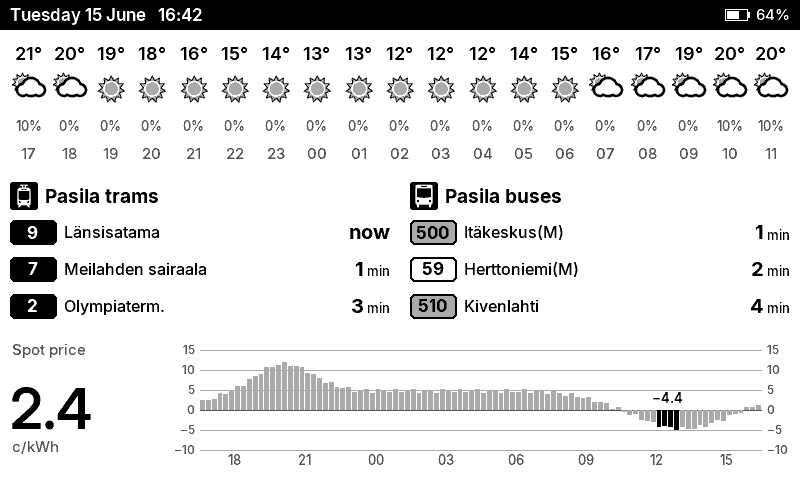 Tuesday 15 June 16:42 64%
21° 20° 19° 18° 16° 15° 14° 13° 13° 12° 12° 12° 14° 15° 16° 17° 19° 20° 20°
10% 0% 0% 0% 0% 0% 0% 0% 0% 0% 0% 0% 0% 0% 0% 0% 0% 10% 10%
17 18 19 20 21 22 23 00 01 02 03 04 05 06 07 08 09 10 11
Pasila trams
9 Länsisatama now
7 Meilahden sairaala 1 min
2 Olympiaterm. 3 min
Pasila buses
500 Itäkeskus(M) 1 min
59 Herttoniemi(M) 2 min
510 Kivenlahti 4 min
Spot price
2.4
c/kWh
15 15
10 10
5 5
−4.4
0 0
−5 −5
−10 −10
18 21 00 03 06 09 12 15